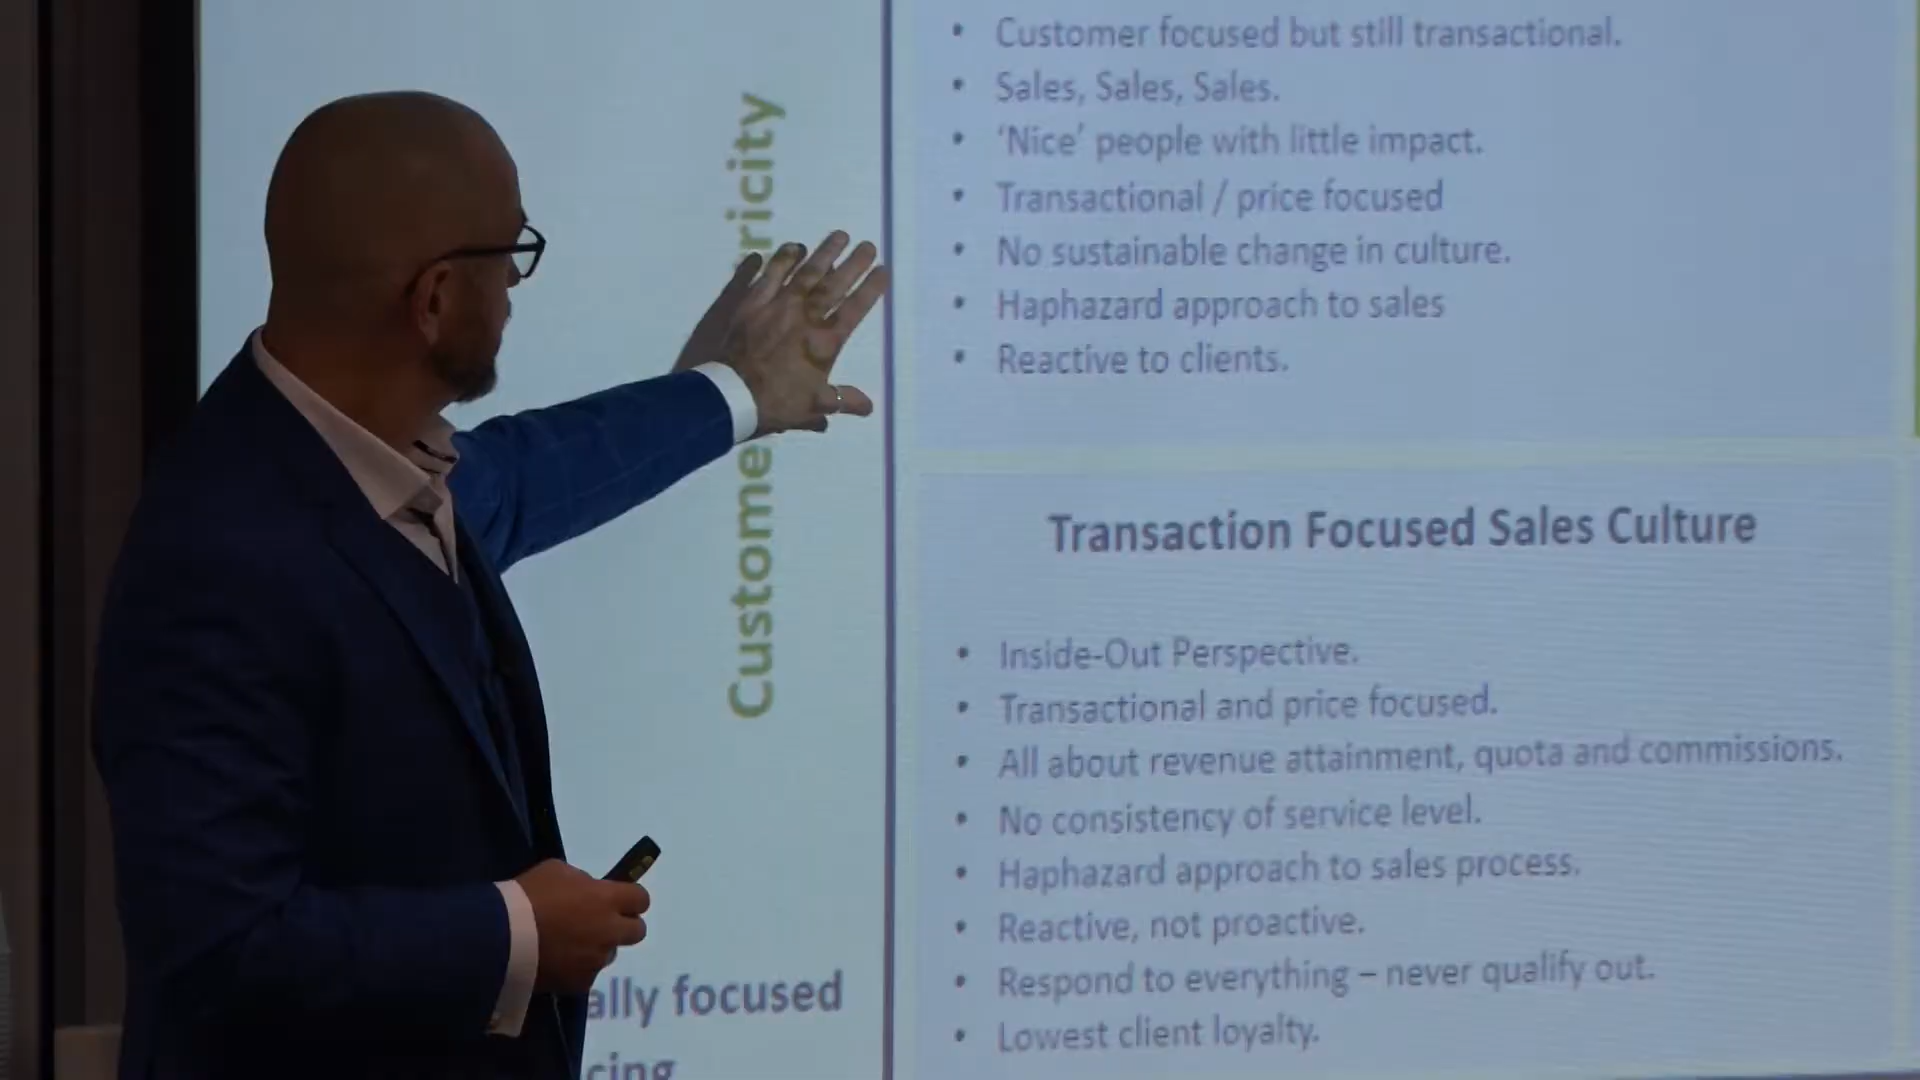 Customer focused but still transactional.
Sales, Sales, Sales.
‘Nice’ people with little impact.
Transactional / price focused
No sustainable change in culture.
Haphazard approach to sales
Reactive to clients.
Transaction Focused Sales Culture
Inside-Out Perspective.
Transactional and price focused.
All about revenue attainment, quota and commissions.
No consistency of service level.
Haphazard approach to sales process.
Reactive, not proactive.
Respond to everything – never qualify out.
Lowest client loyalty.
ally focused
cing